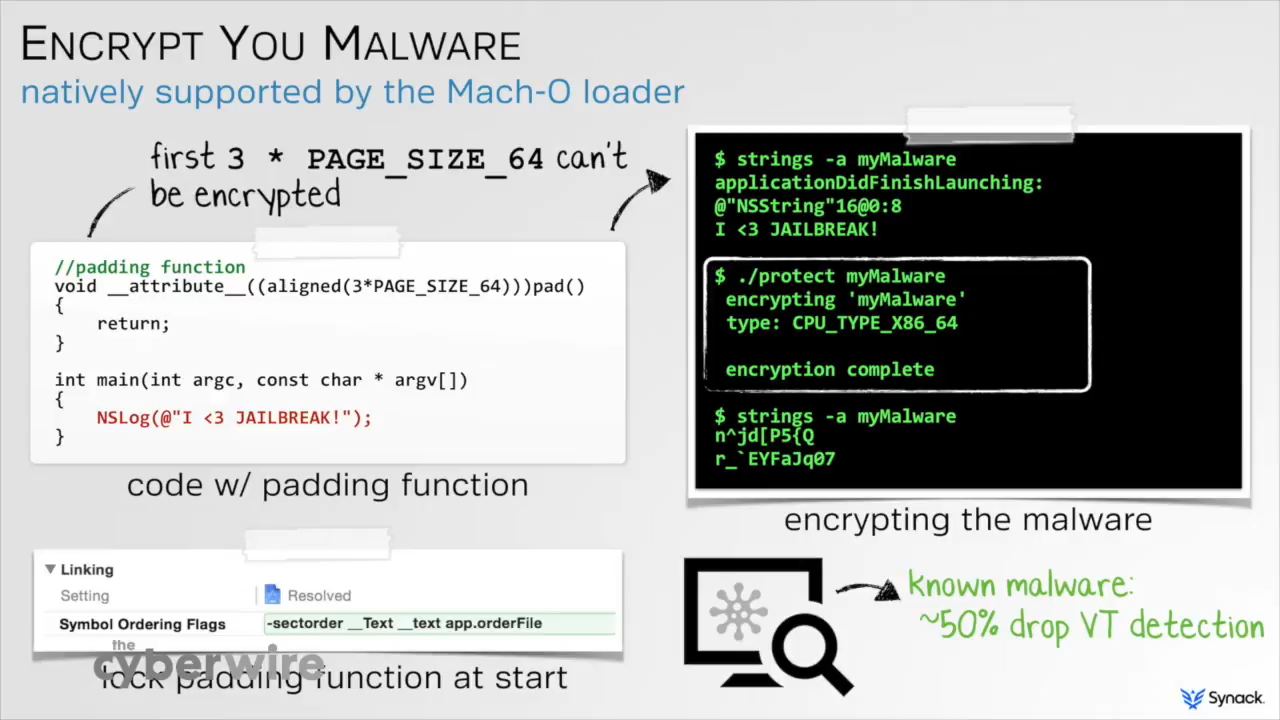 ENCRYPT YOU MALWARE
natively supported by the Mach-O loader
first 3 * PAGE_SIZE_64 can't
be encrypted
//padding function
void __attribute__((aligned(3*PAGE_SIZE_64)))pad()
{
return;
}
int main(int argc, const char * argv[])
{
NSLog(@"I <3 JAILBREAK!");
}
code w/ padding function
Linking
Setting Resolved
Symbol Ordering Flags -sectorder __Text __text app.orderFile
the
cyberwire
lock padding function at start
$ strings -a myMalware
applicationDidFinishLaunching:
@"NSString"16@0:8
I <3 JAILBREAK!
$ ./protect myMalware
encrypting 'myMalware'
type: CPU_TYPE_X86_64
encryption complete
$ strings -a myMalware
n^jd[P5{Q
r_`EYFaJq07
encrypting the malware
known malware:
~50% drop VT detection
Synack.